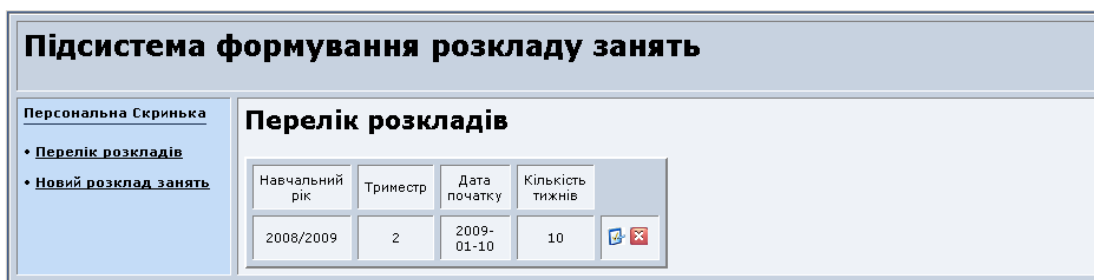 Підсистема формування розкладу занять
Персональна Скринька
• Перелік розкладів
• Новий розклад занять
Перелік розкладів
Навчальний рік Триместр Дата початку Кількість тижнів
2008/2009 2 2009-01-10 10